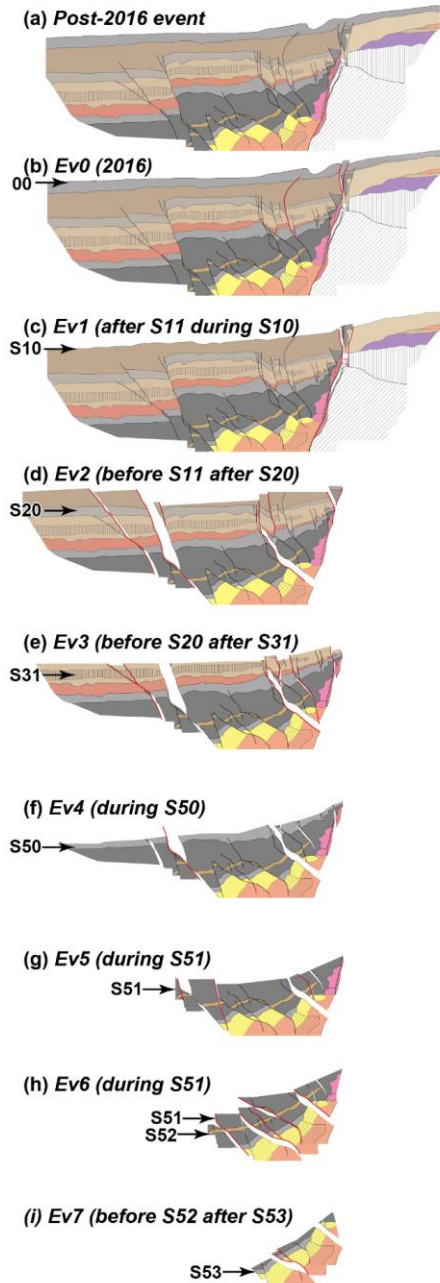 (a) Post-2016 event
(b) Ev0 (2016)
00
(c) Ev1 (after S11 during S10)
S10
(d) Ev2 (before S11 after S20)
S20
(e) Ev3 (before S20 after S31)
S31
(f) Ev4 (during S50)
S50
(g) Ev5 (during S51)
S51
(h) Ev6 (during S51)
S51
S52
(i) Ev7 (before S52 after S53)
S53